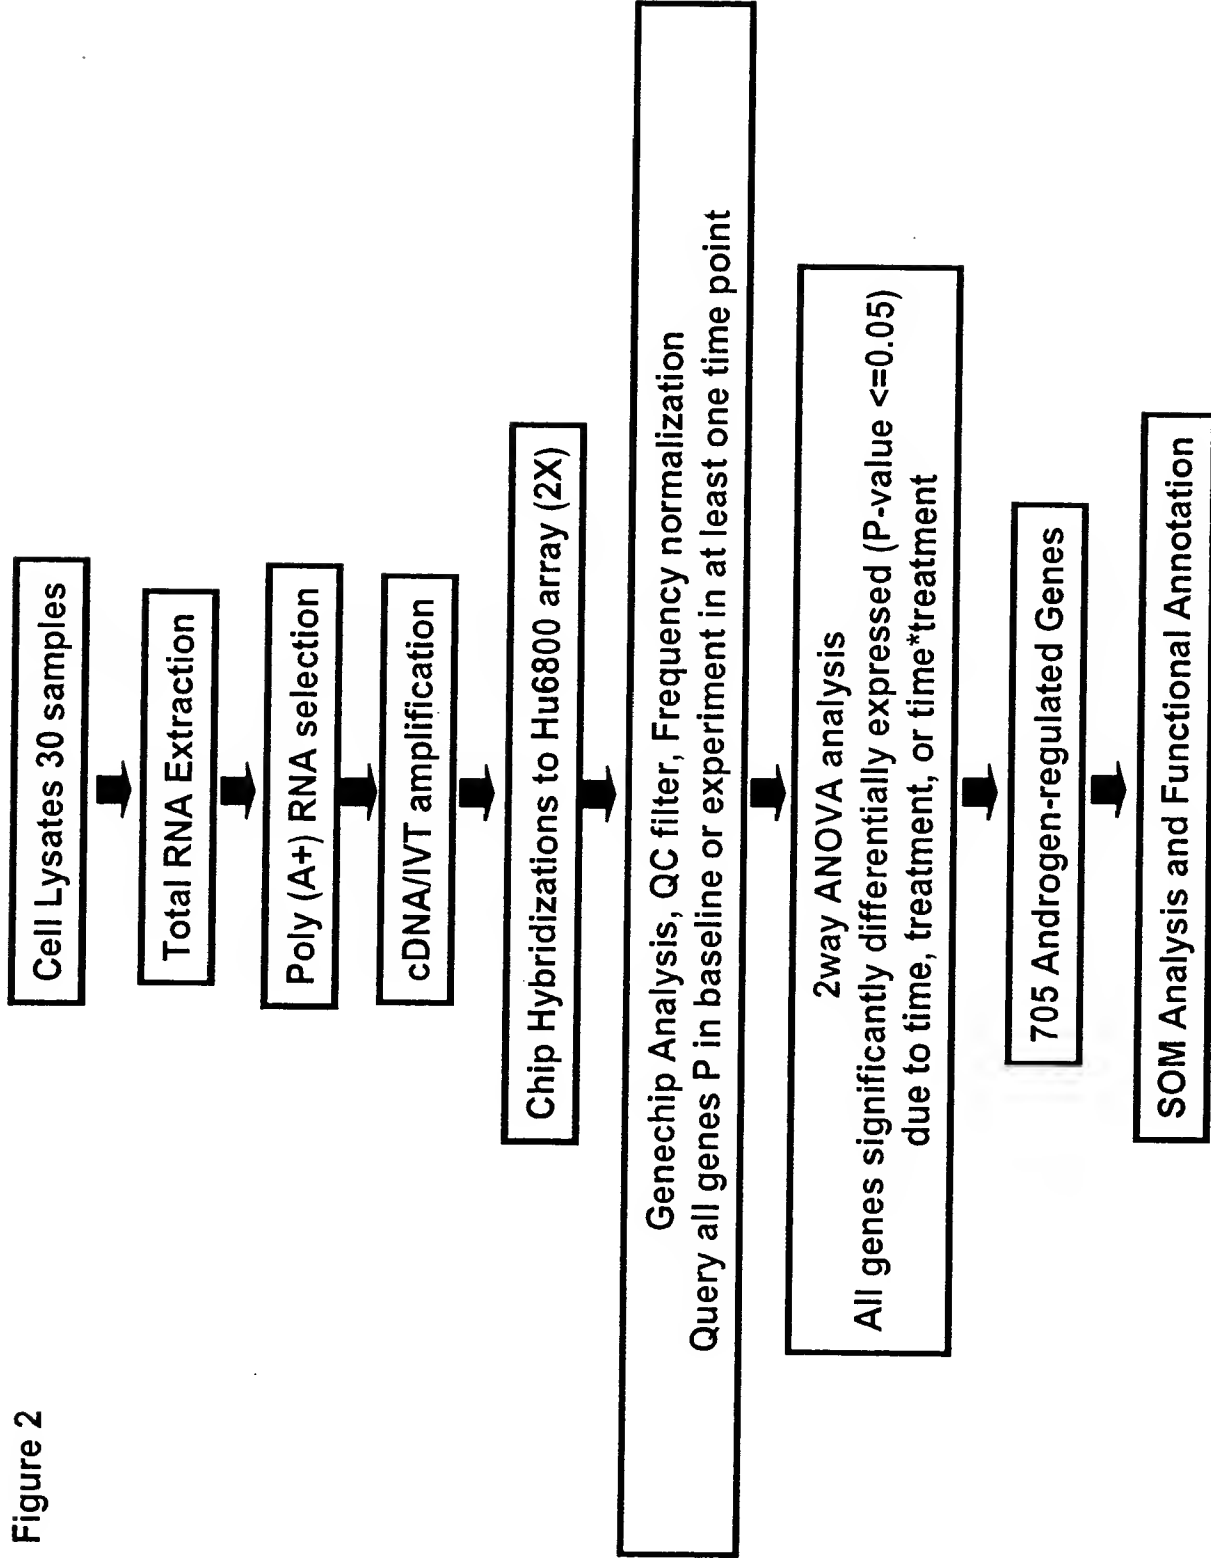 Figure 2
Cell Lysates 30 samples
Total RNA Extraction
Poly (A+) RNA selection
cDNA/IVT amplification
Chip Hybridizations to Hu6800 array (2X)
Genechip Analysis, QC filter, Frequency normalization
Query all genes P in baseline or experiment in at least one time point
2way ANOVA analysis
All genes significantly differentially expressed (P-value <=0.05)
due to time, treatment, or time*treatment
705 Androgen-regulated Genes
SOM Analysis and Functional Annotation